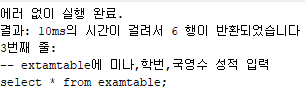 에러 없이 실행 완료.
결과: 10ms의 시간이 걸려서 6 행이 반환되었습니다
3번째 줄:
-- extamtable에 미나,학번,국영수 성적 입력
select * from examtable;